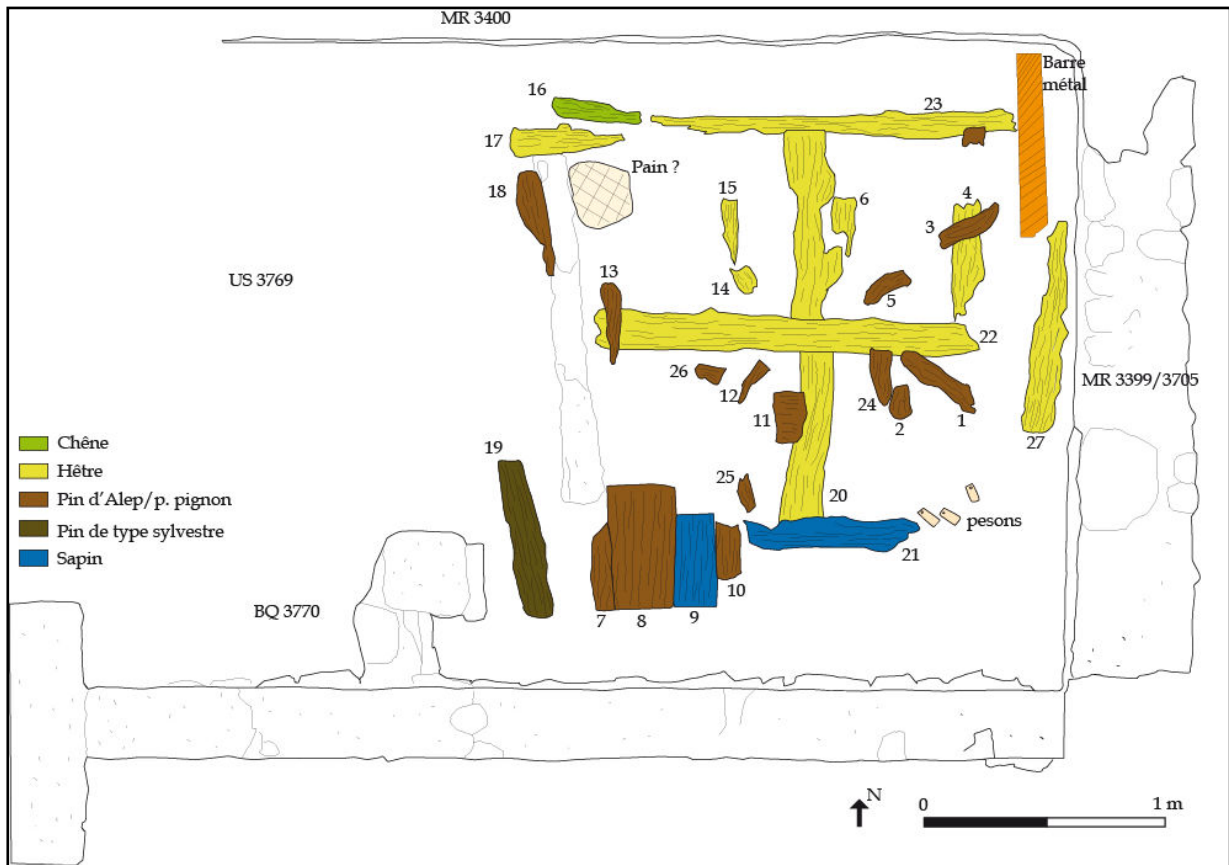 MR 3400
16
23
Barre
métal
17
Pain ?
18
15
6
4
3
US 3769
13
14
5
22
MR 3399/3705
26
12
11
24
2
1
27
Chêne
Hêtre
Pin d'Alep/p. pignon
Pin de type sylvestre
Sapin
19
25
20
pesons
21
10
BQ 3770
7
8
9
N
0
1 m